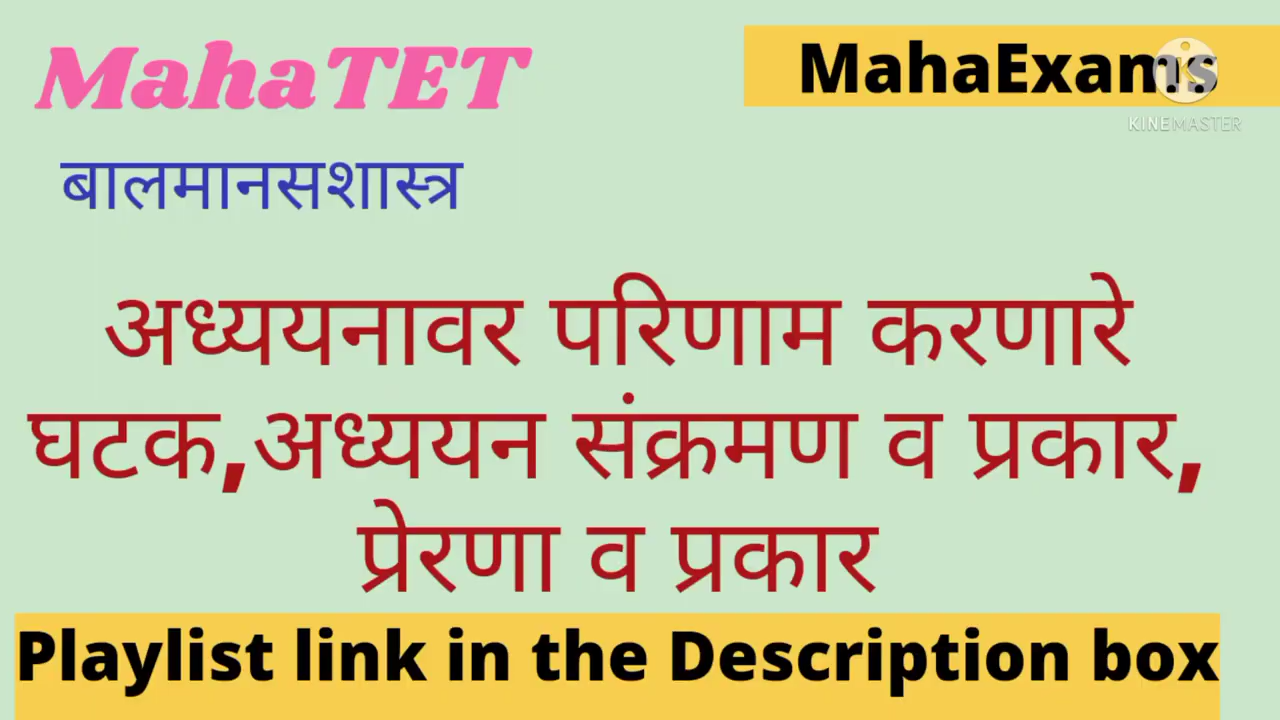 MahaTET
MahaExams
KINEMASTER
बालमानसशास्त्र
अध्ययनावर परिणाम करणारे
घटक,अध्ययन संक्रमण व प्रकार,
प्रेरणा व प्रकार
Playlist link in the Description box